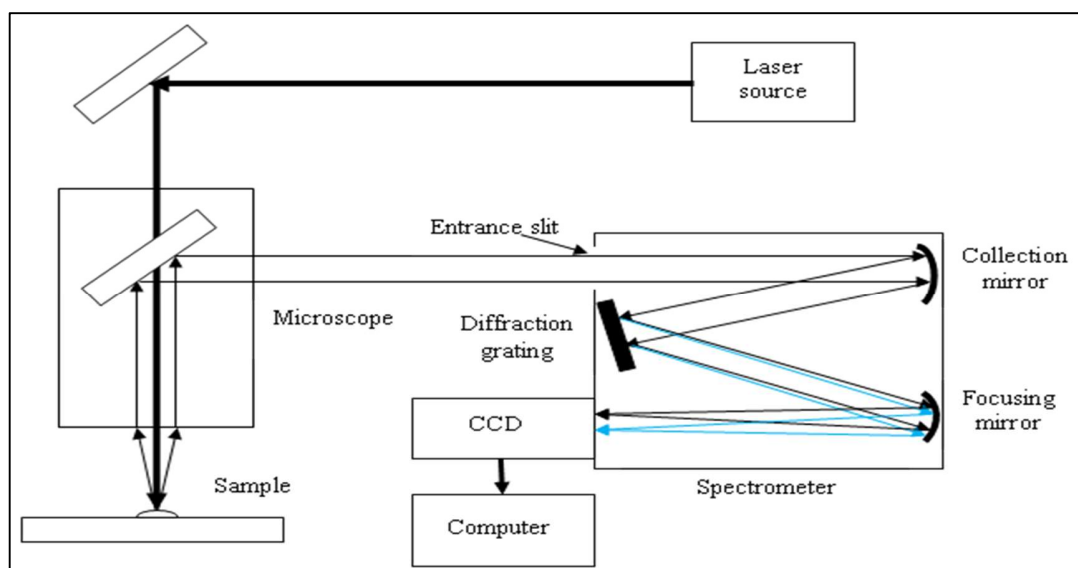 Laser
source
Entrance slit
Collection
mirror
Microscope
Diffraction
grating
Focusing
mirror
CCD
Sample
Spectrometer
Computer